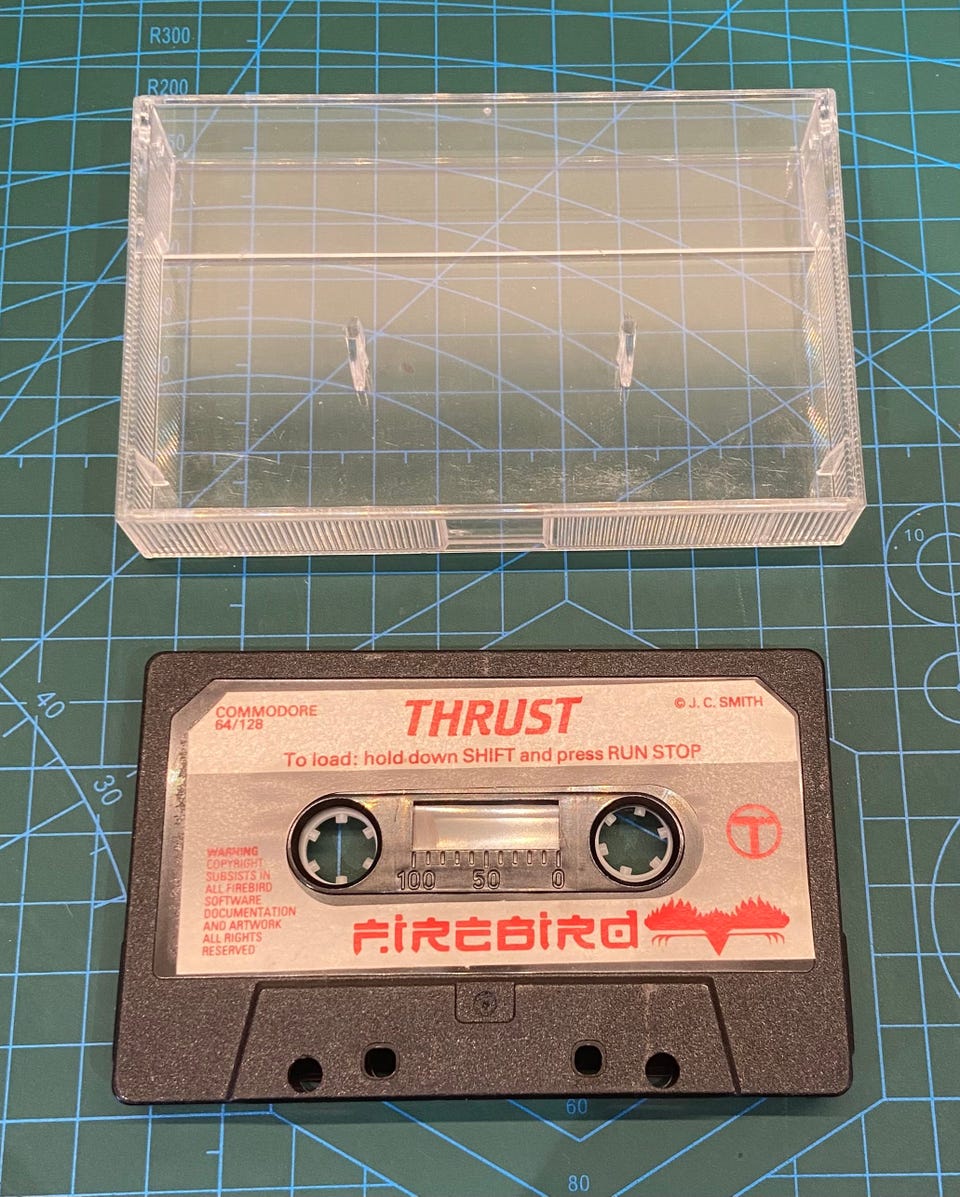 R300
R200
10
40
30
COMMODORE
64/128
THRUST
© J. C. SMITH
To load: hold down SHIFT and press RUN STOP
T
100 50 0
WARNING
COPYRIGHT
SUBSISTS IN
ALL FIREBIRD
SOFTWARE
DOCUMENTATION
AND ARTWORK
ALL RIGHTS
RESERVED
FIREBIRD
60
80